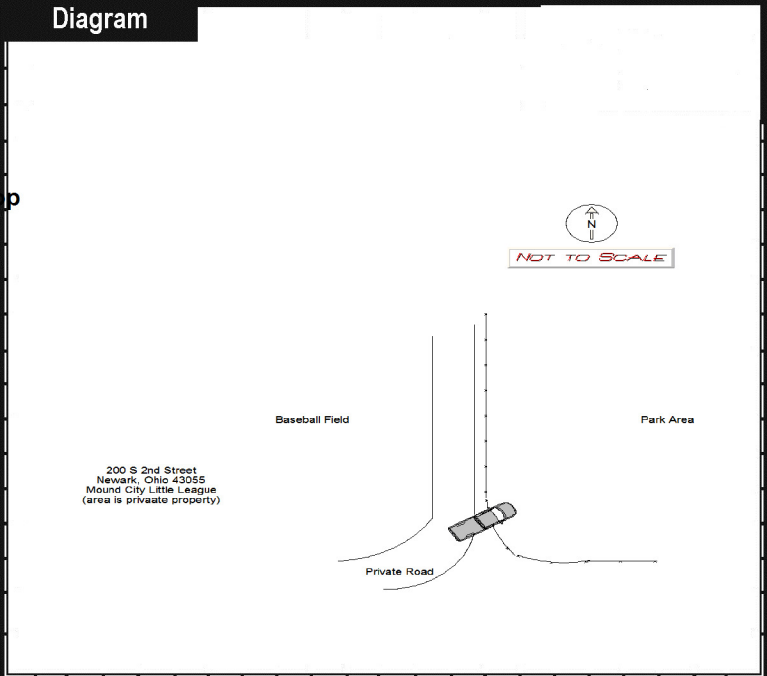 Diagram
op
N
NOT TO SCALE
Baseball Field
Park Area
200 S 2nd Street
Newark, Ohio 43055
Mound City Little League
(area is privaate property)
Private Road